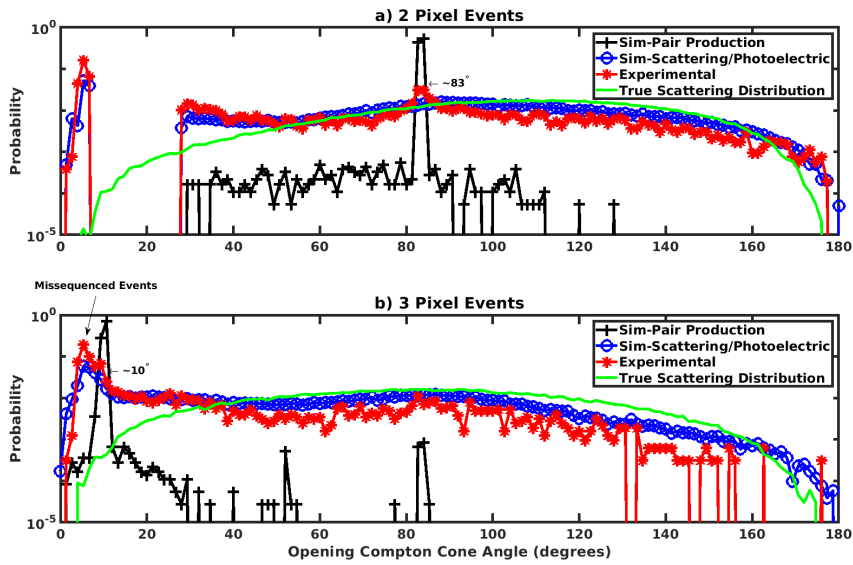 a) 2 Pixel Events
10^0
Sim-Pair Production
Sim-Scattering/Photoelectric
Experimental
True Scattering Distribution
← ~83°
Probability
10^-5
0 20 40 60 80 100 120 140 160 180
Missequenced Events
b) 3 Pixel Events
10^0
Sim-Pair Production
Sim-Scattering/Photoelectric
Experimental
True Scattering Distribution
← ~10°
Probability
10^-5
0 20 40 60 80 100 120 140 160 180
Opening Compton Cone Angle (degrees)